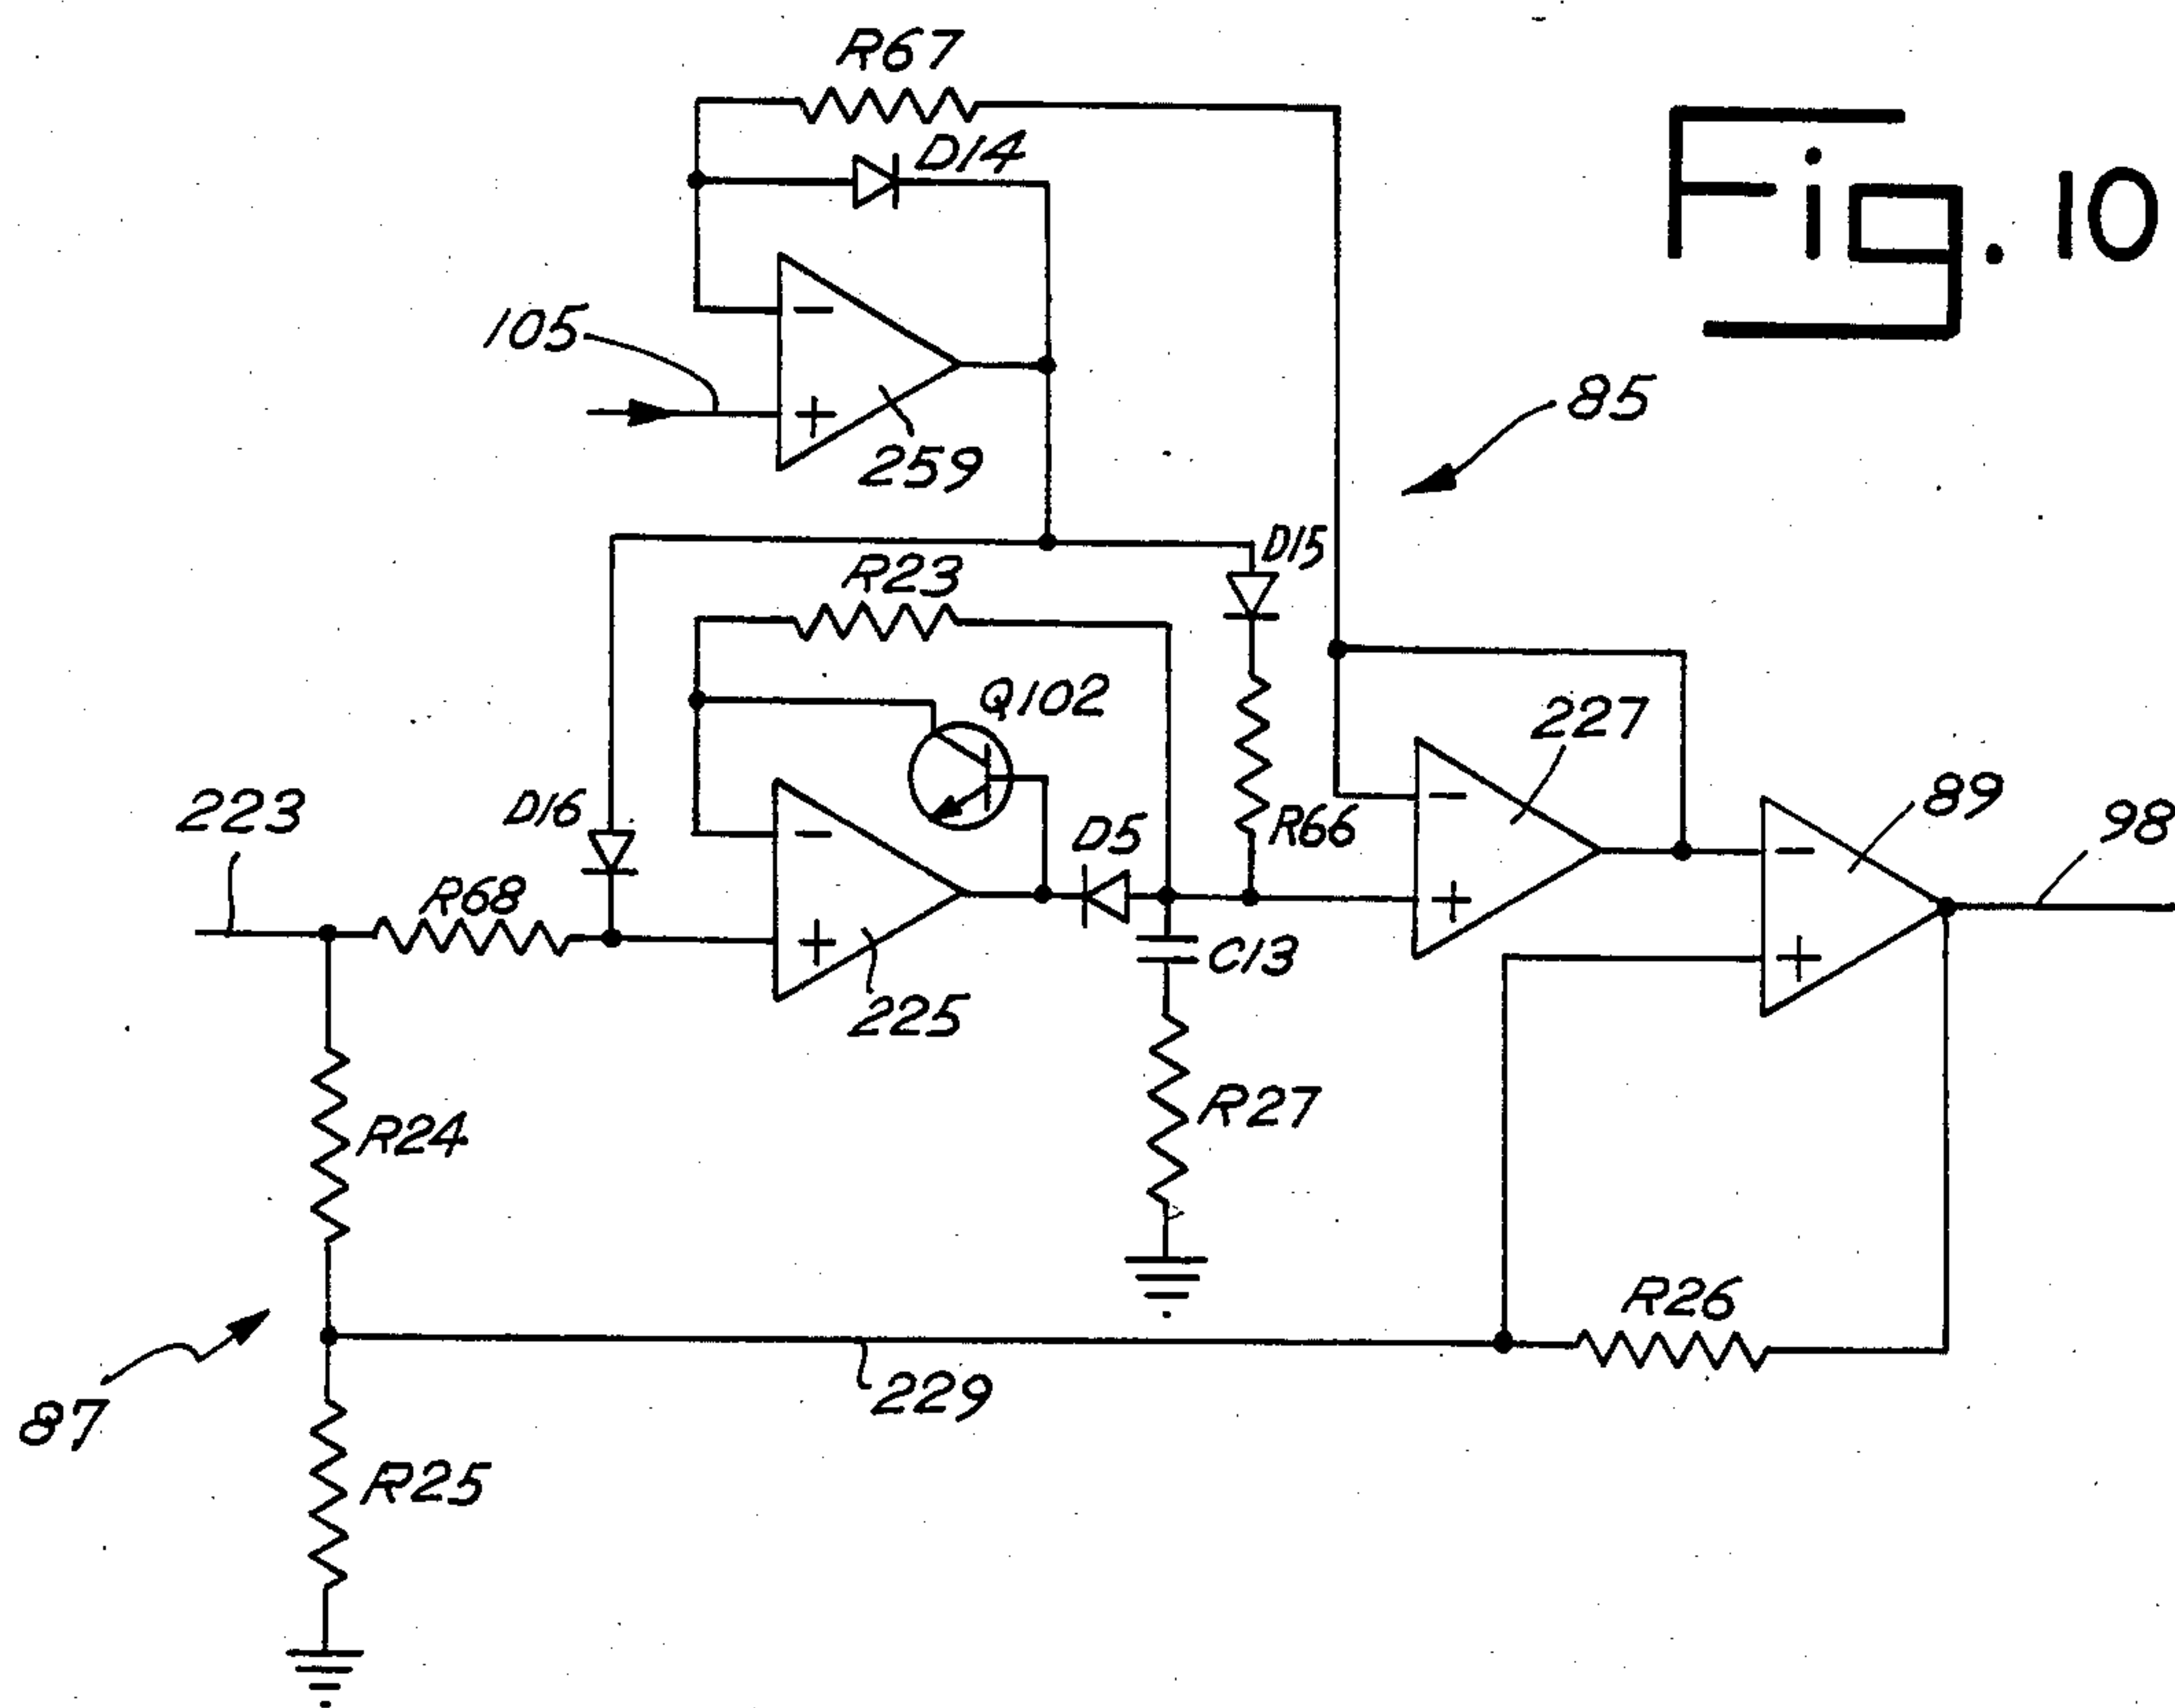 R67
D14
Fig. 10
105
−
+
259
85
D15
R23
Q102
227
223
D16
−
D5
R66
−
89
98
R68
−
+
+
C13
+
225
R24
R27
R26
229
87
R25